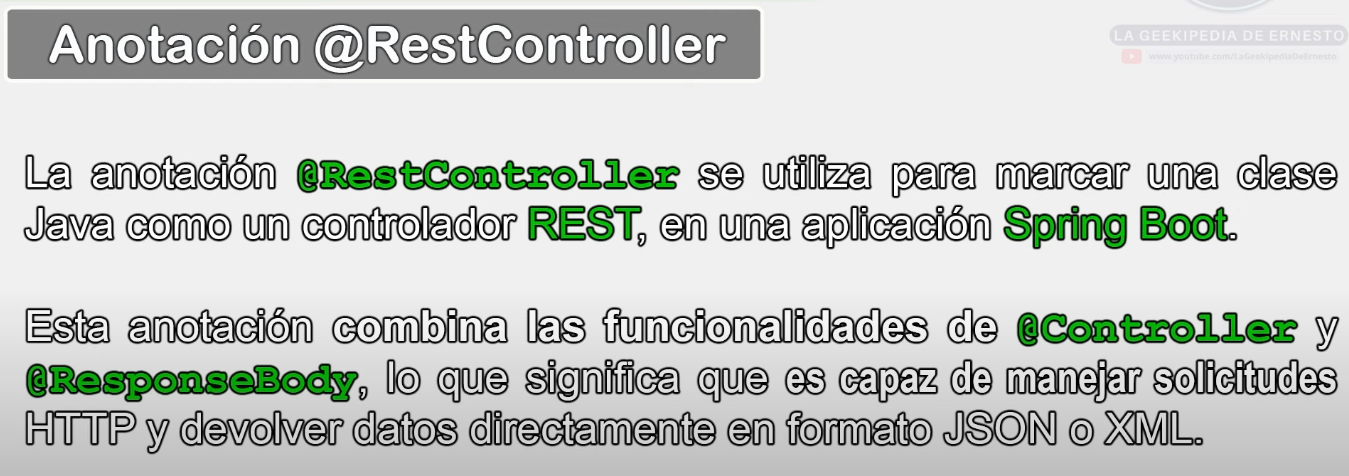 LA GEEKIPEDIA DE ERNESTO
www.youtube.com/LaGeekipediaDeErnesto
Anotación @RestController
La anotación @RestController se utiliza para marcar una clase
Java como un controlador REST, en una aplicación Spring Boot.
Esta anotación combina las funcionalidades de @Controller y
@ResponseBody, lo que significa que es capaz de manejar solicitudes
HTTP y devolver datos directamente en formato JSON o XML.